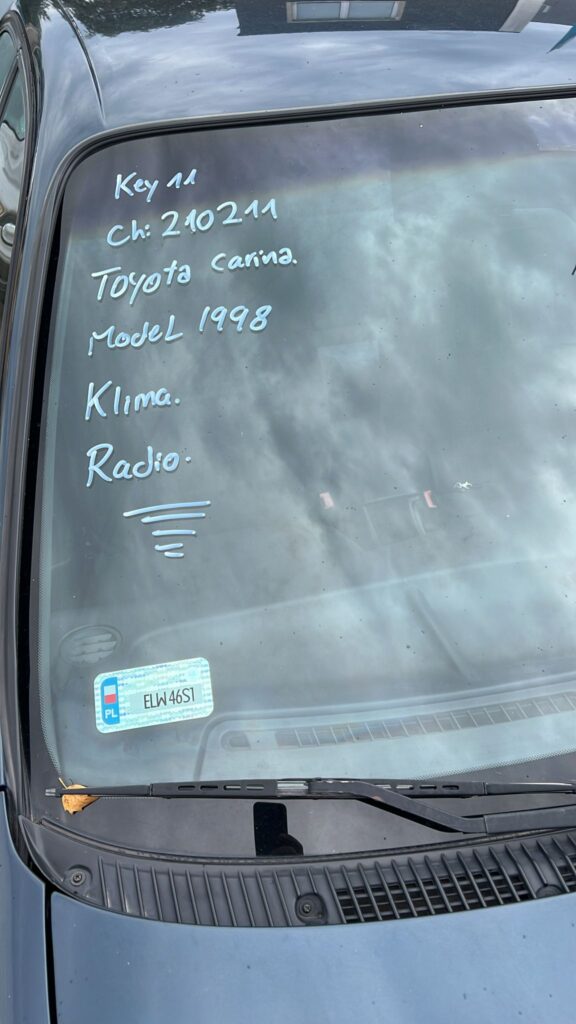 Key 11
Ch: 210211
Toyota Carina.
Model 1998
Klima.
Radio.
PL ELW 46S1